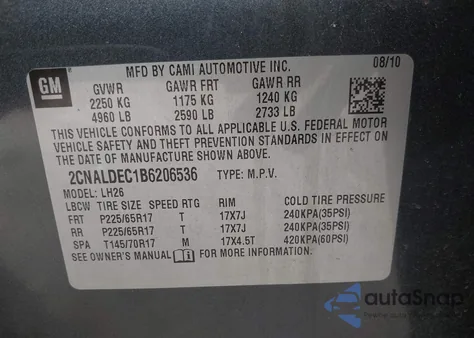 GM
MFD BY CAMI AUTOMOTIVE INC. 08/10
GVWR GAWR FRT GAWR RR
2250 KG 1175 KG 1240 KG
4960 LB 2590 LB 2733 LB
THIS VEHICLE CONFORMS TO ALL APPLICABLE U.S. FEDERAL MOTOR
VEHICLE SAFETY AND THEFT PREVENTION STANDARDS IN EFFECT ON
THE DATE OF MANUFACTURE SHOWN ABOVE.
2CNALDEC1B6206536 TYPE: M.P.V.
MODEL: LH26
LBCW TIRE SIZE SPEED RTG RIM COLD TIRE PRESSURE
FRT P225/65R17 T 17X7J 240KPA(35PSI)
RR P225/65R17 T 17X7J 240KPA(35PSI)
SPA T145/70R17 M 17X4.5T 420KPA(60PSI)
SEE OWNER'S MANUAL FOR MORE INFORMATION
autoSnap